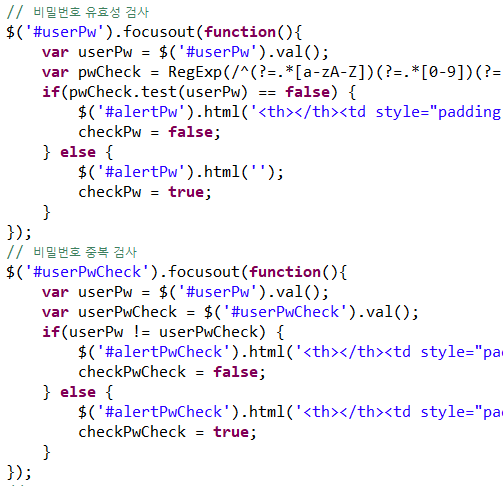 // 비밀번호 유효성 검사
$('#userPw').focusout(function(){
    var userPw = $('#userPw').val();
    var pwCheck = RegExp(/^(?=.*[a-zA-Z])(?=.*[0-9])(?=
    if(pwCheck.test(userPw) == false) {
        $('#alertPw').html('<th></th><td style="padding
        checkPw = false;
    } else {
        $('#alertPw').html('');
        checkPw = true;
    }
});
// 비밀번호 중복 검사
$('#userPwCheck').focusout(function(){
    var userPw = $('#userPw').val();
    var userPwCheck = $('#userPwCheck').val();
    if(userPw != userPwCheck) {
        $('#alertPwCheck').html('<th></th><td style="pa
        checkPwCheck = false;
    } else {
        $('#alertPwCheck').html('<th></th><td style="pa
        checkPwCheck = true;
    }
});